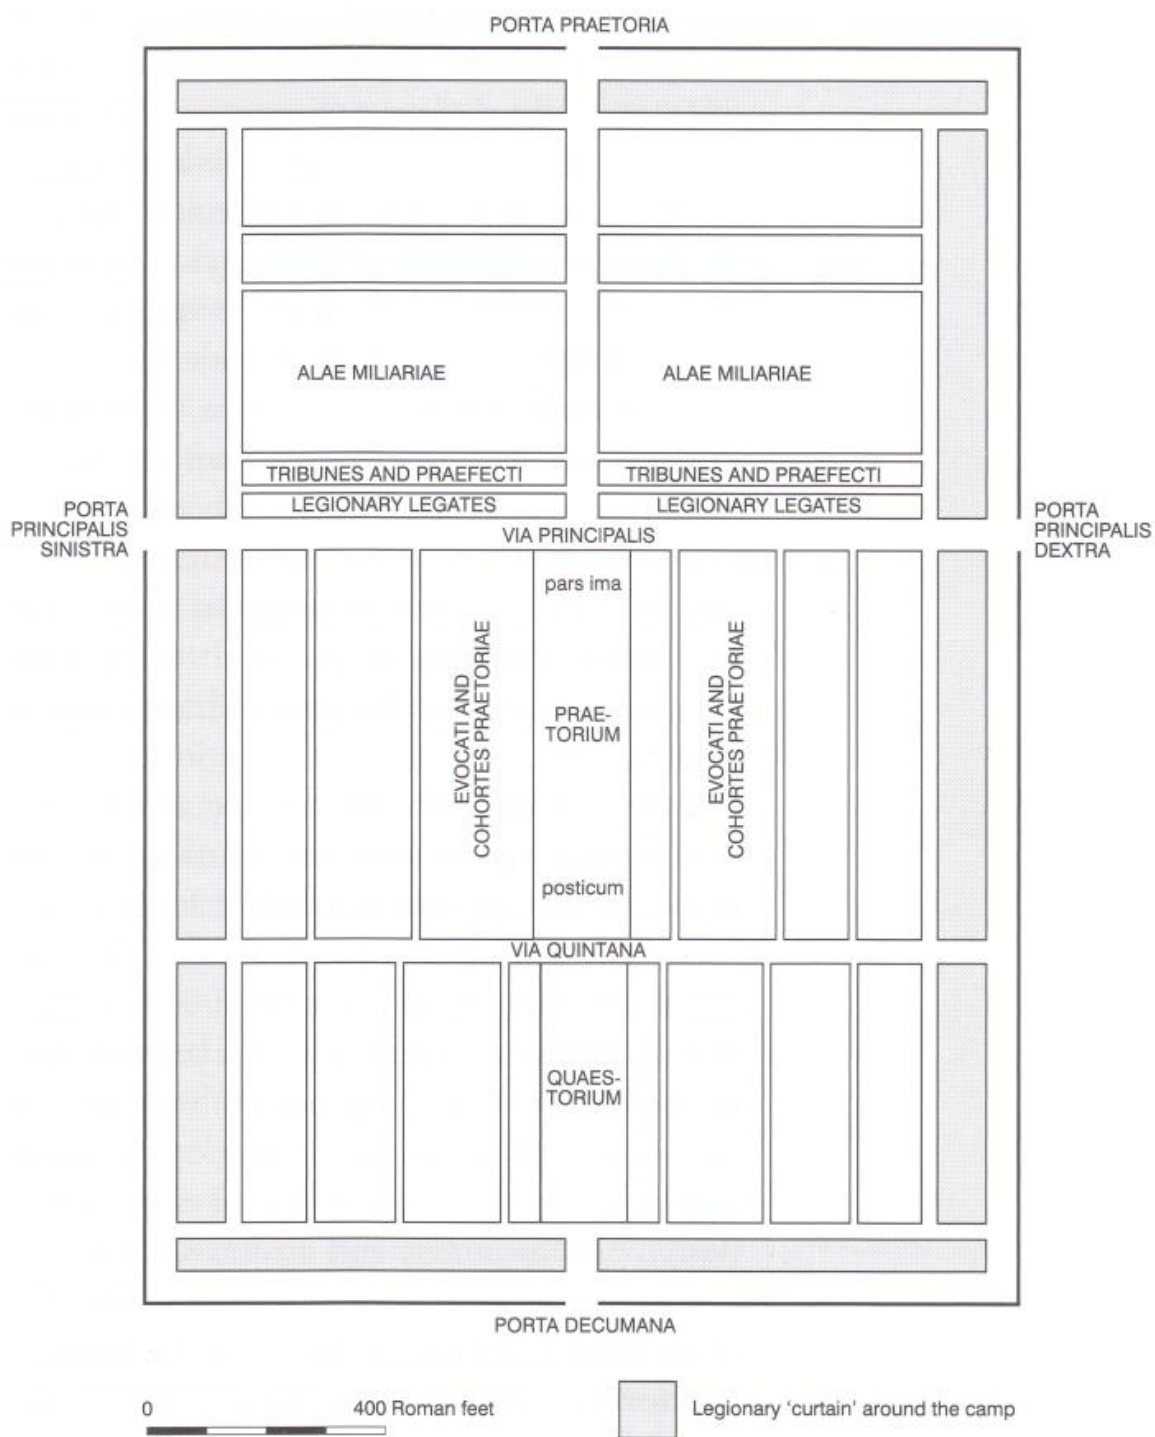 PORTA PRAETORIA
ALAE MILIARIAE
ALAE MILIARIAE
TRIBUNES AND PRAEFECTI
TRIBUNES AND PRAEFECTI
LEGIONARY LEGATES
LEGIONARY LEGATES
PORTA
PRINCIPALIS
SINISTRA
VIA PRINCIPALIS
PORTA
PRINCIPALIS
DEXTRA
pars ima
EVOCATI AND
COHORTES PRAETORIAE
PRAE-
TORIUM
EVOCATI AND
COHORTES PRAETORIAE
posticum
VIA QUINTANA
QUAES-
TORIUM
PORTA DECUMANA
0
400 Roman feet
Legionary ‘curtain’ around the camp